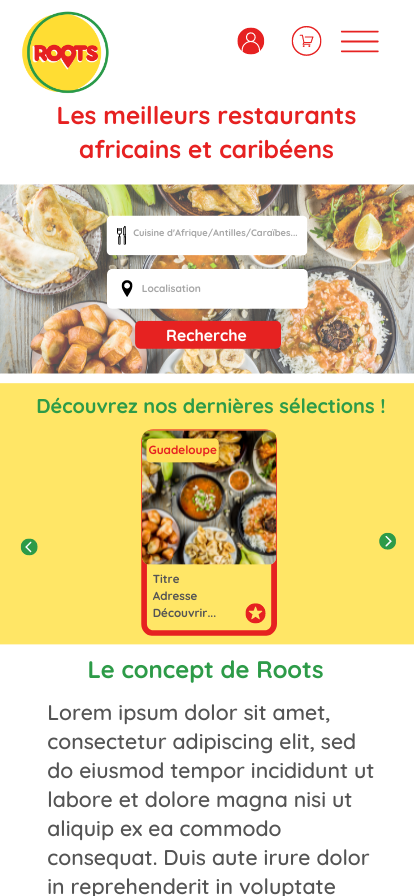 ROOTS
Les meilleurs restaurants
africains et caribéens
Cuisine d'Afrique/Antilles/Caraïbes...
Localisation
Recherche
Découvrez nos dernières sélections !
Guadeloupe
Titre
Adresse
Découvrir...
Le concept de Roots
Lorem ipsum dolor sit amet,
consectetur adipiscing elit, sed
do eiusmod tempor incididunt ut
labore et dolore magna nisi ut
aliquip ex ea commodo
consequat. Duis aute irure dolor
in reprehenderit in voluptate